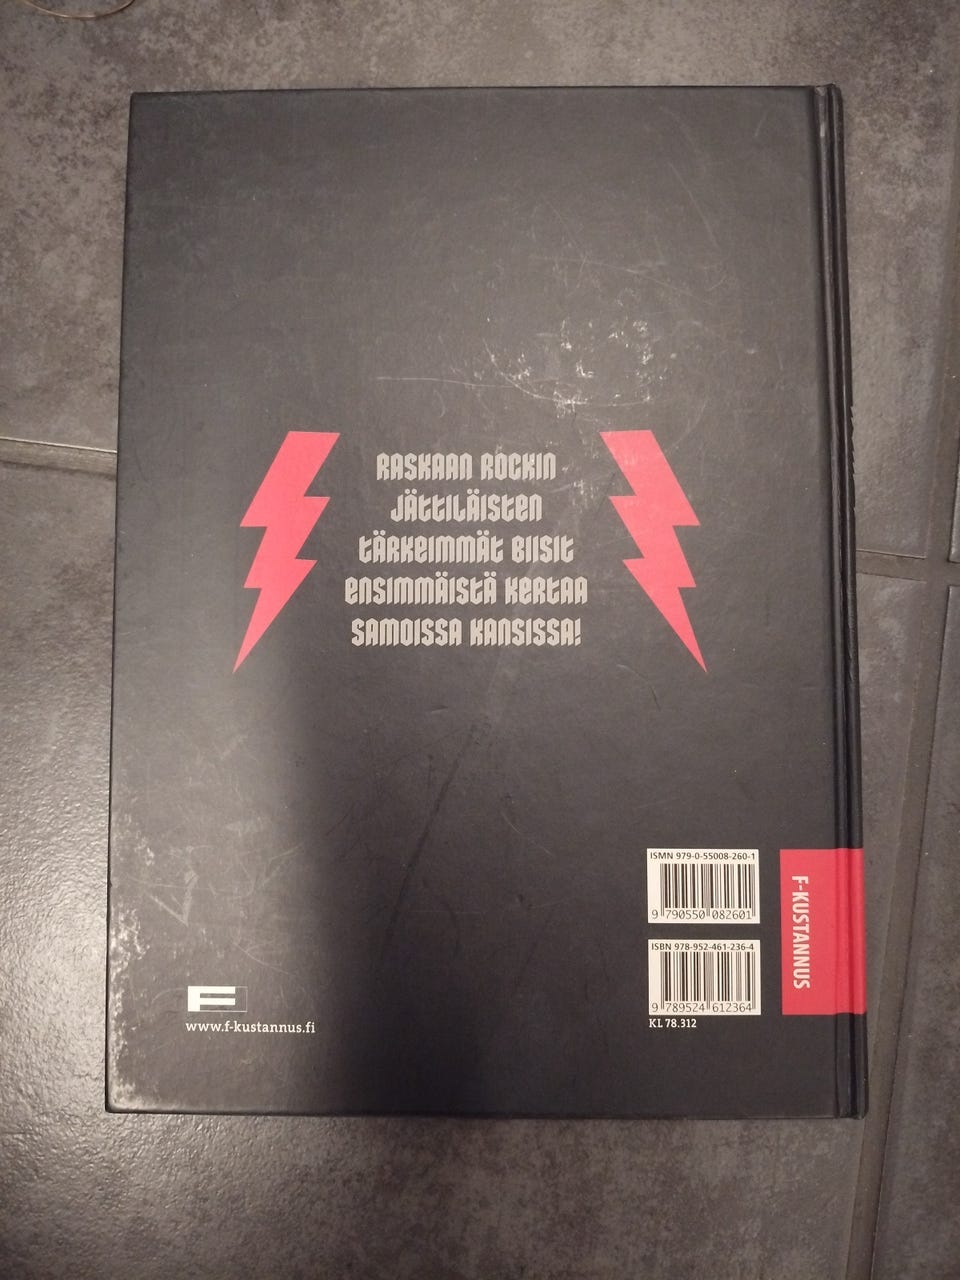 RASKAAN ROCKIN
JÄTTILÄISTEN
TÄRKEIMMÄT BIISIT
ENSIMMÄISTÄ KERTAA
SAMOISSA KANSISSA!
ISMN 979-0-55008-260-1
9 790550 082601
ISBN 978-952-461-236-4
9 789524 612364
KL 78.312
F-KUSTANNUS
F
www.f-kustannus.fi